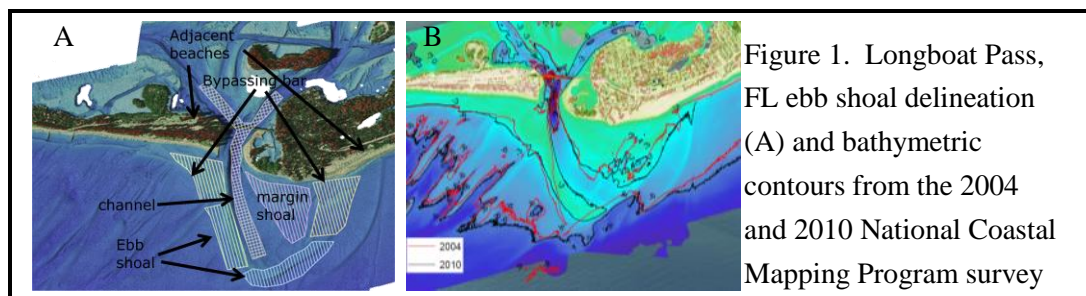 A
Adjacent
beaches
Bypassing bar
channel
margin
shoal
Ebb
shoal
B
2004
2010
Figure 1. Longboat Pass,
FL ebb shoal delineation
(A) and bathymetric
contours from the 2004
and 2010 National Coastal
Mapping Program survey